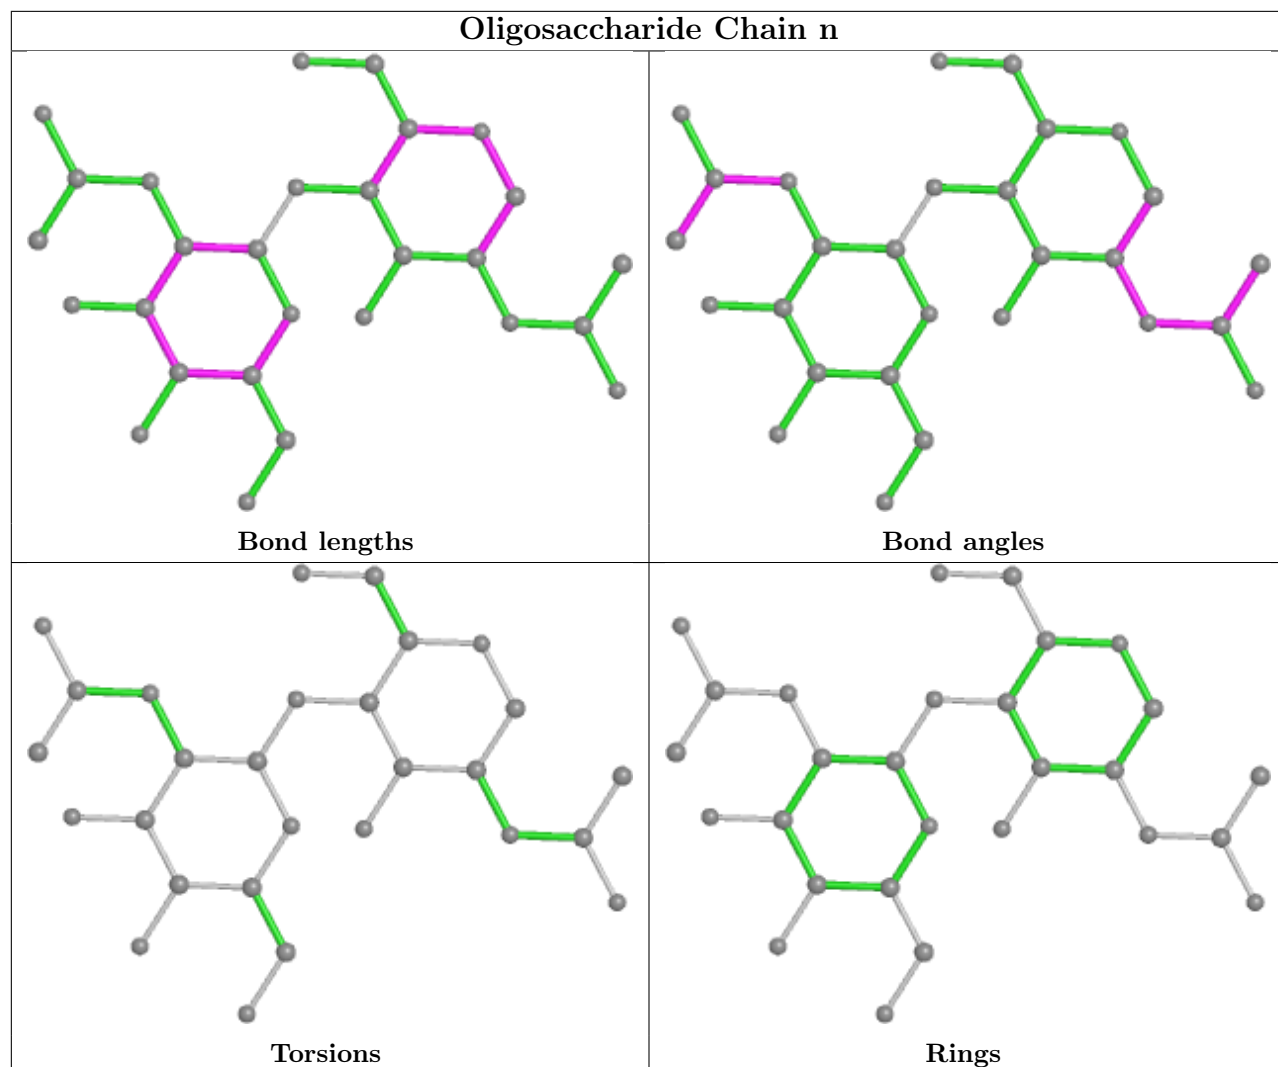 Oligosaccharide Chain n
Bond lengths
Bond angles
Torsions
Rings